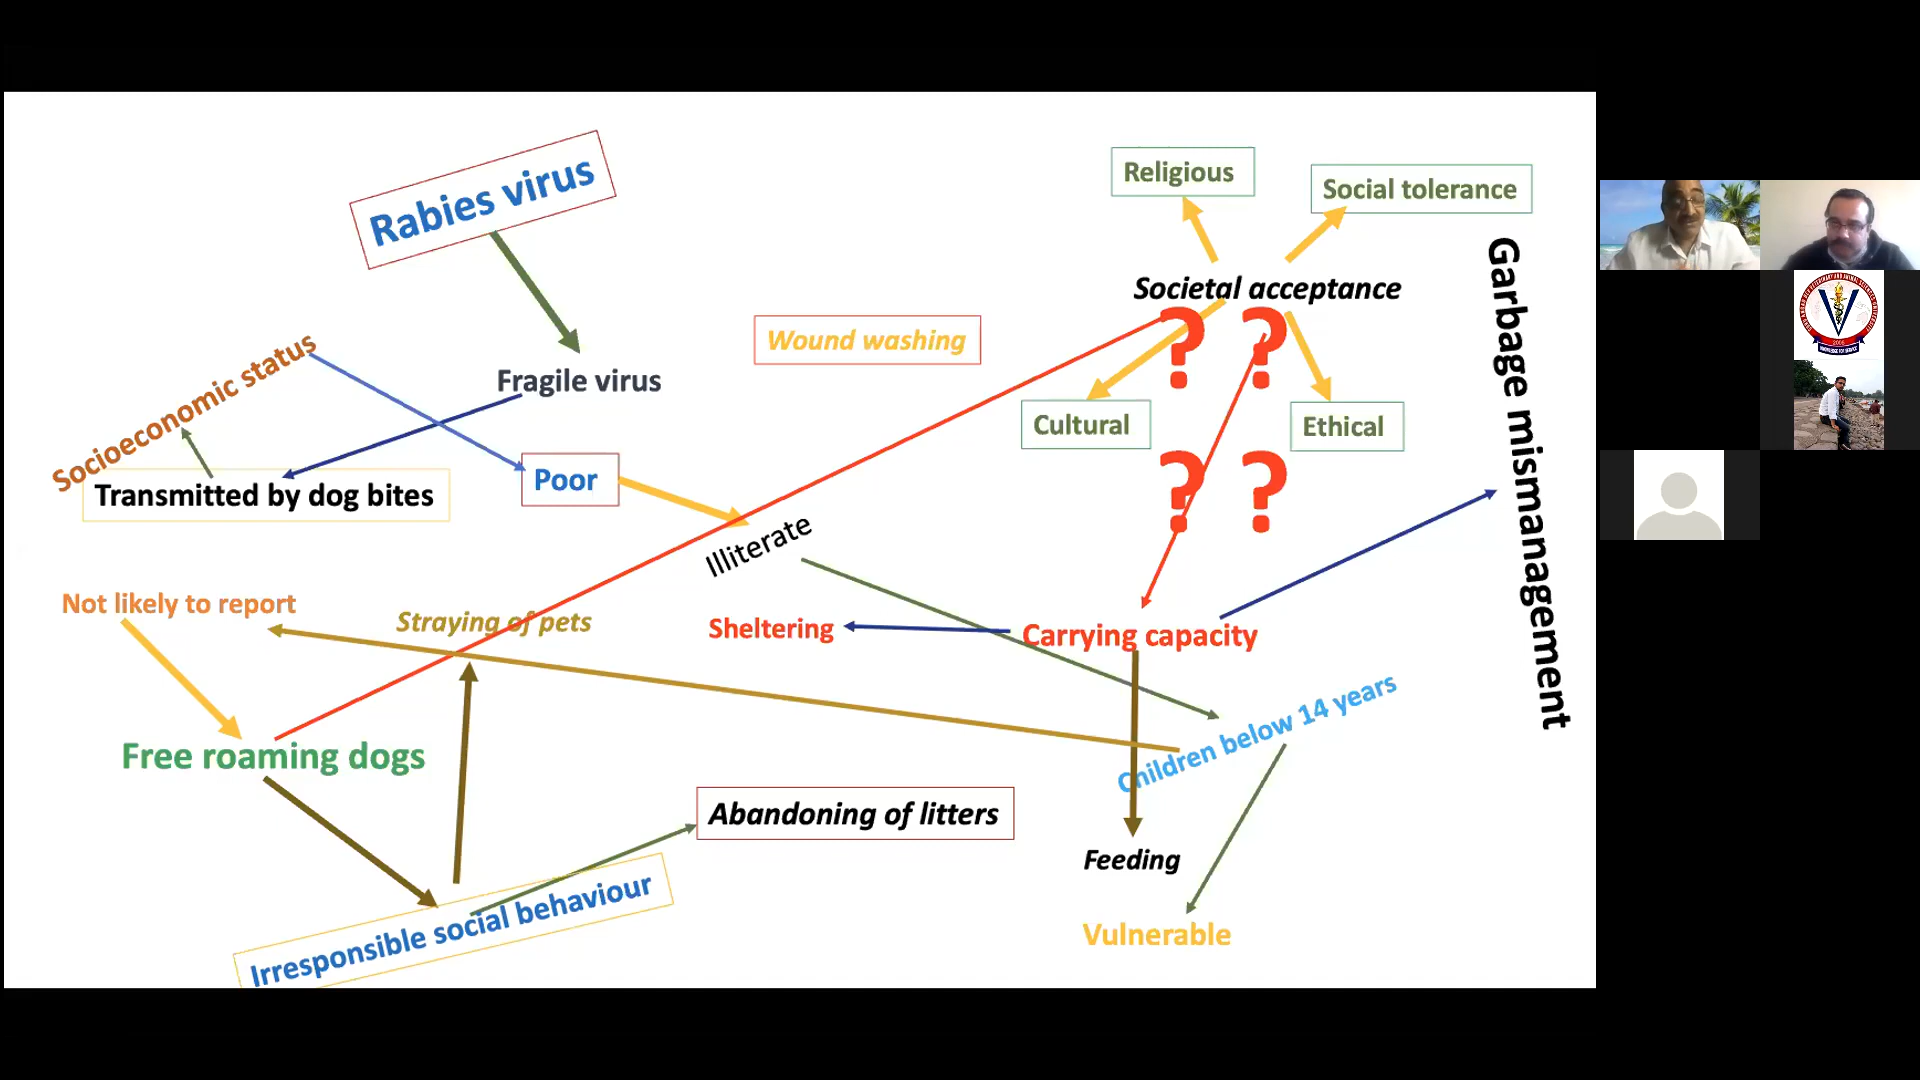 Rabies virus
Religious
Social tolerance
Societal acceptance
Garbage mismanagement
Wound washing
? ?
Socioeconomic status
Fragile virus
Cultural
Ethical
Poor
Transmitted by dog bites
? ?
Illiterate
Not likely to report
Straying of pets
Sheltering
Carrying capacity
Children below 14 years
Free roaming dogs
Abandoning of litters
Feeding
Irresponsible social behaviour
Vulnerable